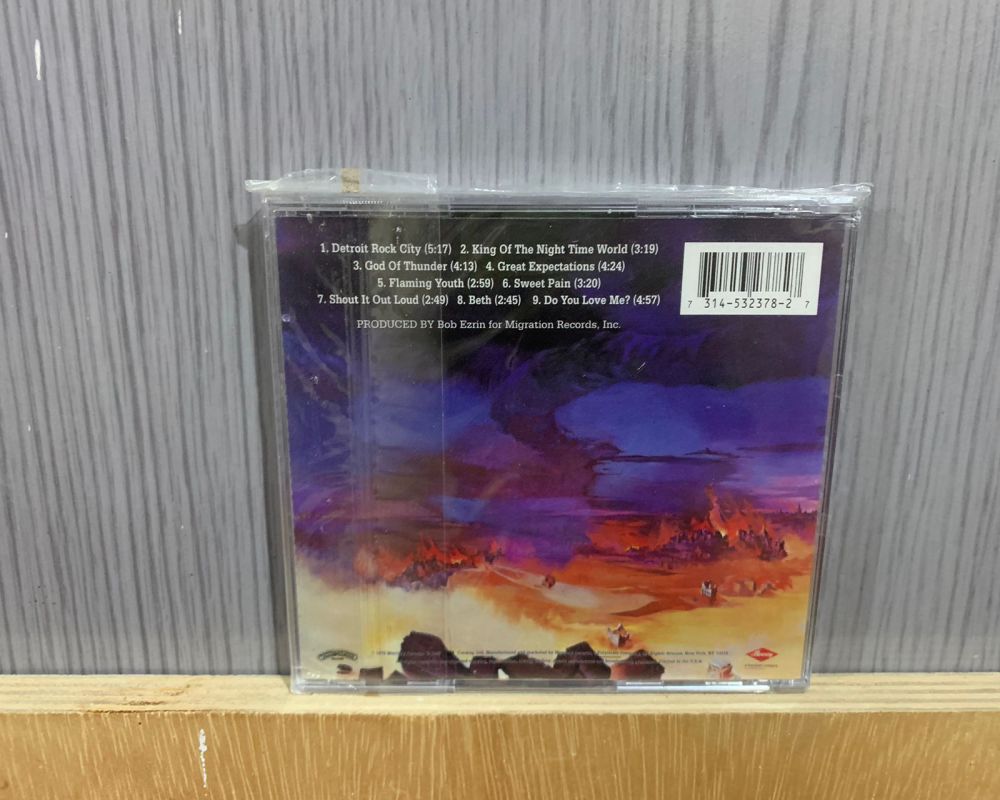 1. Detroit Rock City (5:17) 2. King Of The Night Time World (3:19)
3. God Of Thunder (4:13) 4. Great Expectations (4:24)
5. Flaming Youth (2:59) 6. Sweet Pain (3:20)
7. Shout It Out Loud (2:49) 8. Beth (2:45) 9. Do You Love Me? (4:57)
PRODUCED BY Bob Ezrin for Migration Records, Inc.
7 314-532378-2 7
Mercury